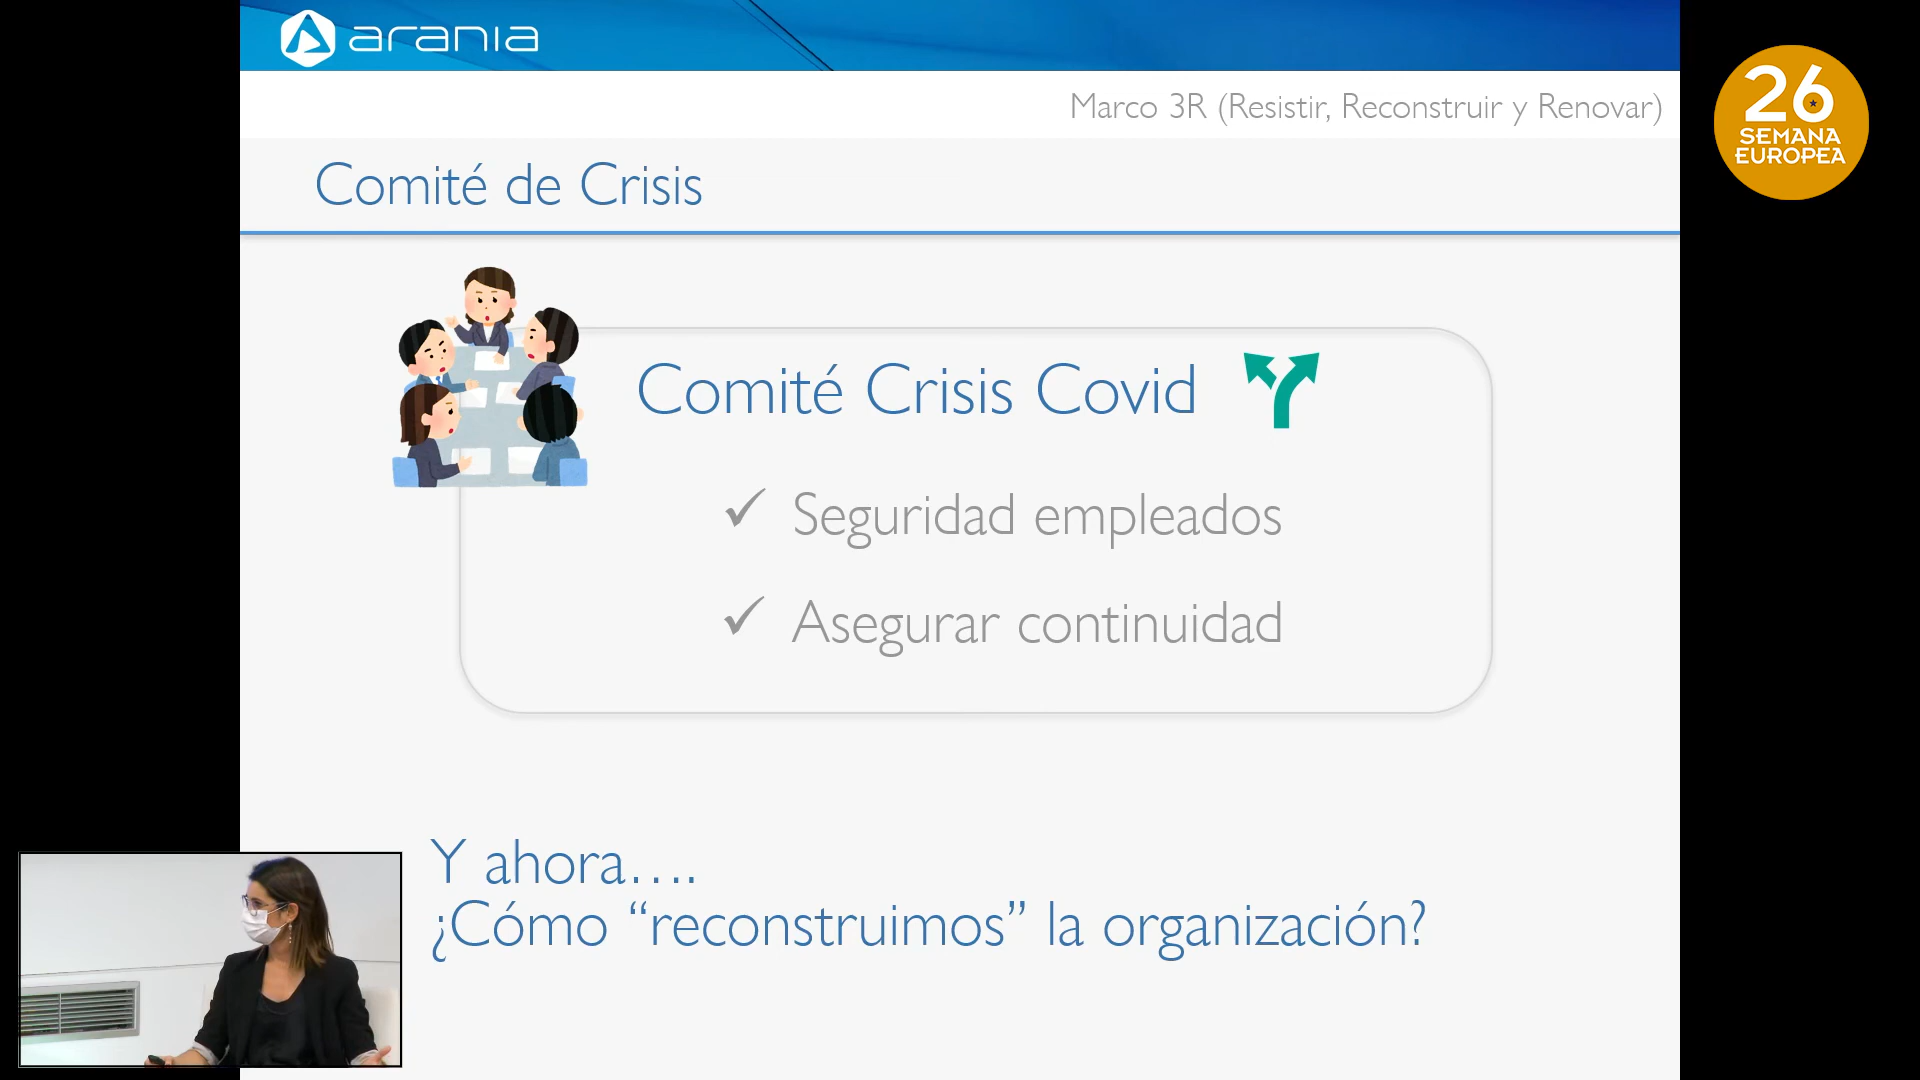 arania
26
SEMANA
EUROPEA
Marco 3R (Resistir, Reconstruir y Renovar)
Comité de Crisis
Comité Crisis Covid
✓ Seguridad empleados
✓ Asegurar continuidad
Y ahora....
¿Cómo “reconstruimos” la organización?